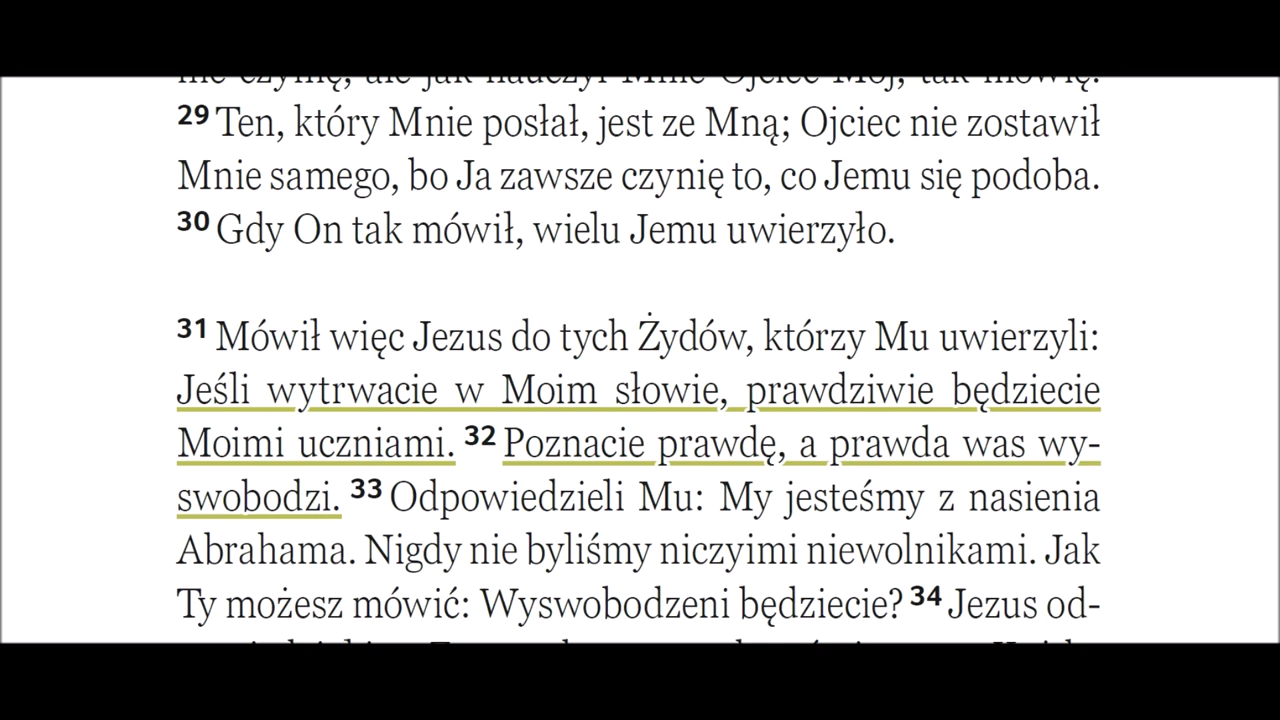 29 Ten, który Mnie posłał, jest ze Mną; Ojciec nie zostawił
Mnie samego, bo Ja zawsze czynię to, co Jemu się podoba.
30 Gdy On tak mówił, wielu Jemu uwierzyło.
31 Mówił więc Jezus do tych Żydów, którzy Mu uwierzyli:
Jeśli wytrwacie w Moim słowie, prawdziwie będziecie
Moimi uczniami. 32 Poznacie prawdę, a prawda was wy-
swobodzi. 33 Odpowiedzieli Mu: My jesteśmy z nasienia
Abrahama. Nigdy nie byliśmy niczyimi niewolnikami. Jak
Ty możesz mówić: Wyswobodzeni będziecie? 34 Jezus od-